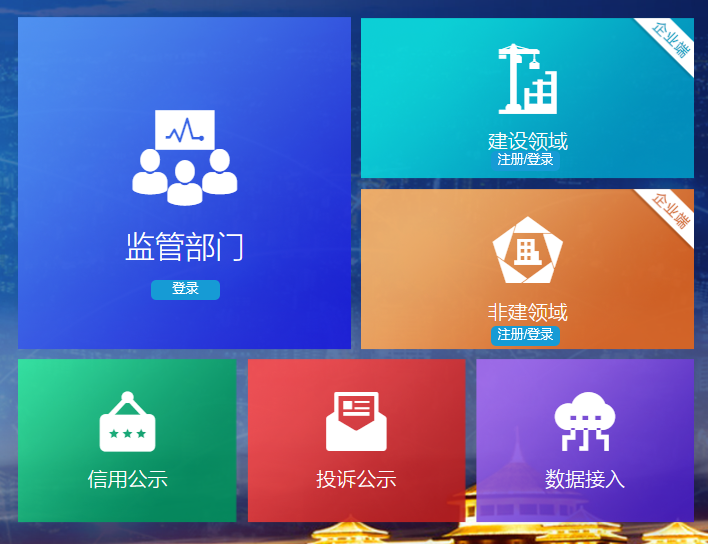 企业端
建设领域
注册/登录
监管部门
登录
企业端
非建领域
注册/登录
信用公示
投诉公示
数据接入